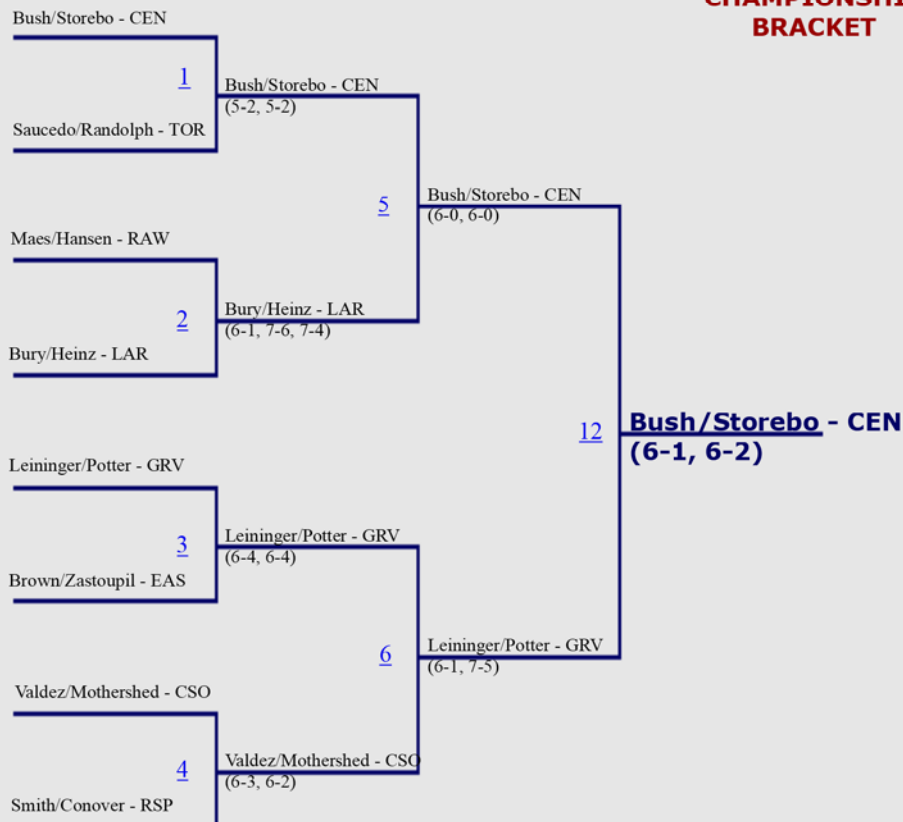 CHAMPIONSHI
BRACKET
Bush/Storebo - CEN
1
Bush/Storebo - CEN
(5-2, 5-2)
Saucedo/Randolph - TOR
5
Bush/Storebo - CEN
(6-0, 6-0)
Maes/Hansen - RAW
2
Bury/Heinz - LAR
(6-1, 7-6, 7-4)
Bury/Heinz - LAR
12
Bush/Storebo - CEN
(6-1, 6-2)
Leininger/Potter - GRV
3
Leininger/Potter - GRV
(6-4, 6-4)
Brown/Zastoupil - EAS
6
Leininger/Potter - GRV
(6-1, 7-5)
Valdez/Mothershed - CSO
4
Valdez/Mothershed - CSO
(6-3, 6-2)
Smith/Conover - RSP